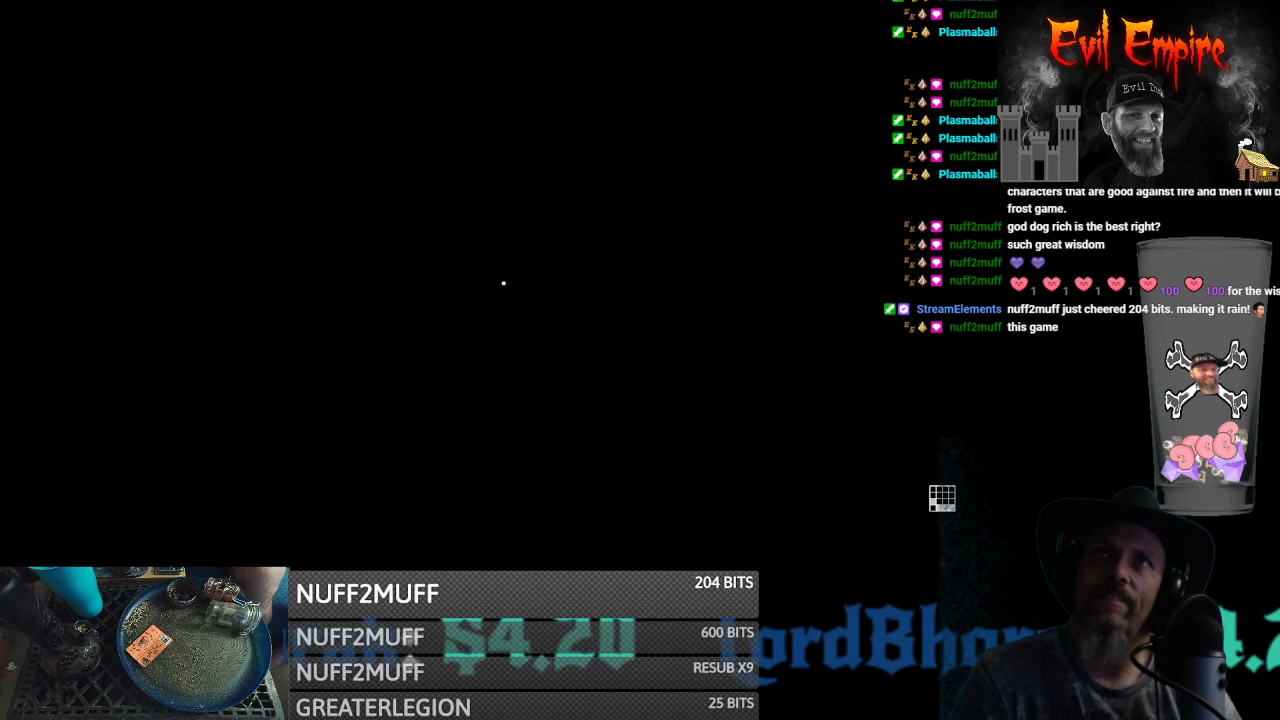 nuff2muff
Plasmaball
nuff2muff
nuff2muff
Plasmaball
Plasmaball
nuff2muff
Plasmaball
Evil Empire
characters that are good against fire and then it will b
frost game.
nuff2muff god dog rich is the best right?
nuff2muff such great wisdom
nuff2muff
nuff2muff 1 1 1 1 100 100 for the wis
StreamElements nuff2muff just cheered 204 bits. making it rain!
nuff2muff this game
NUFF2MUFF 204 BITS
NUFF2MUFF 600 BITS
NUFF2MUFF RESUB X9
GREATERLEGION 25 BITS
$4.20 LordBhor